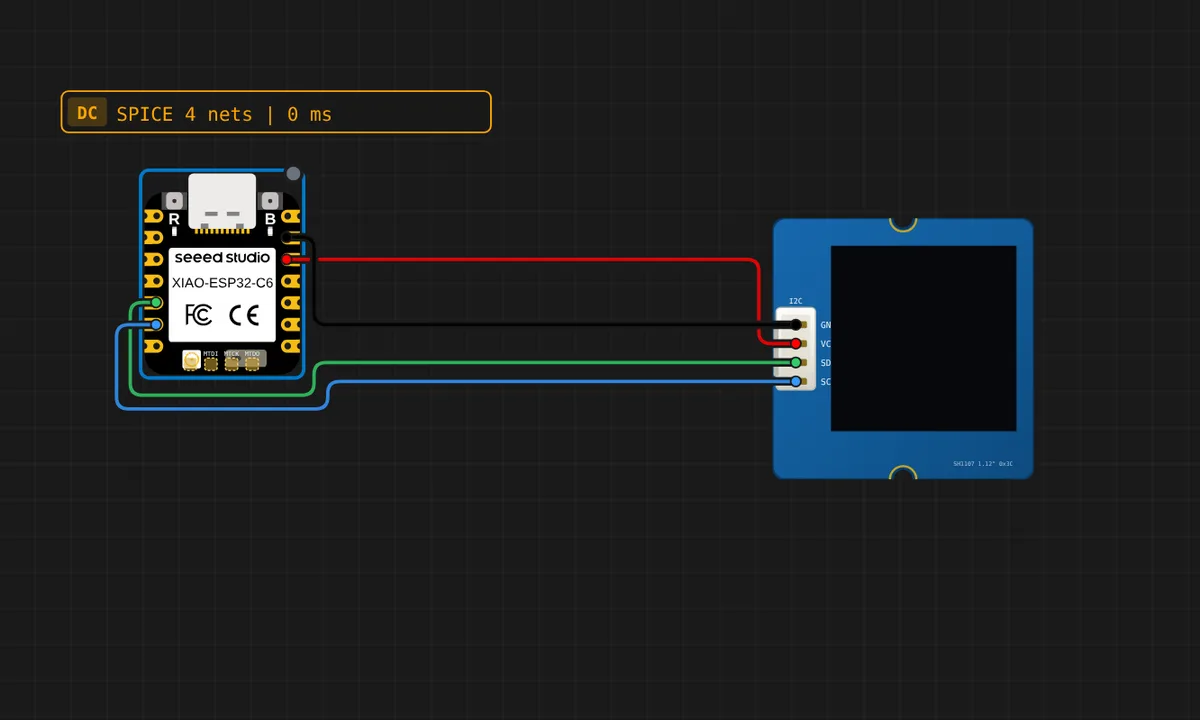 DC SPICE 4 nets | 0 ms
R B
seeed studio
XIAO-ESP32-C6
FC CE
MTDI MTCK MTDO
I2C
GN
VC
SD
SC
SH1107 1.12" 0x3C